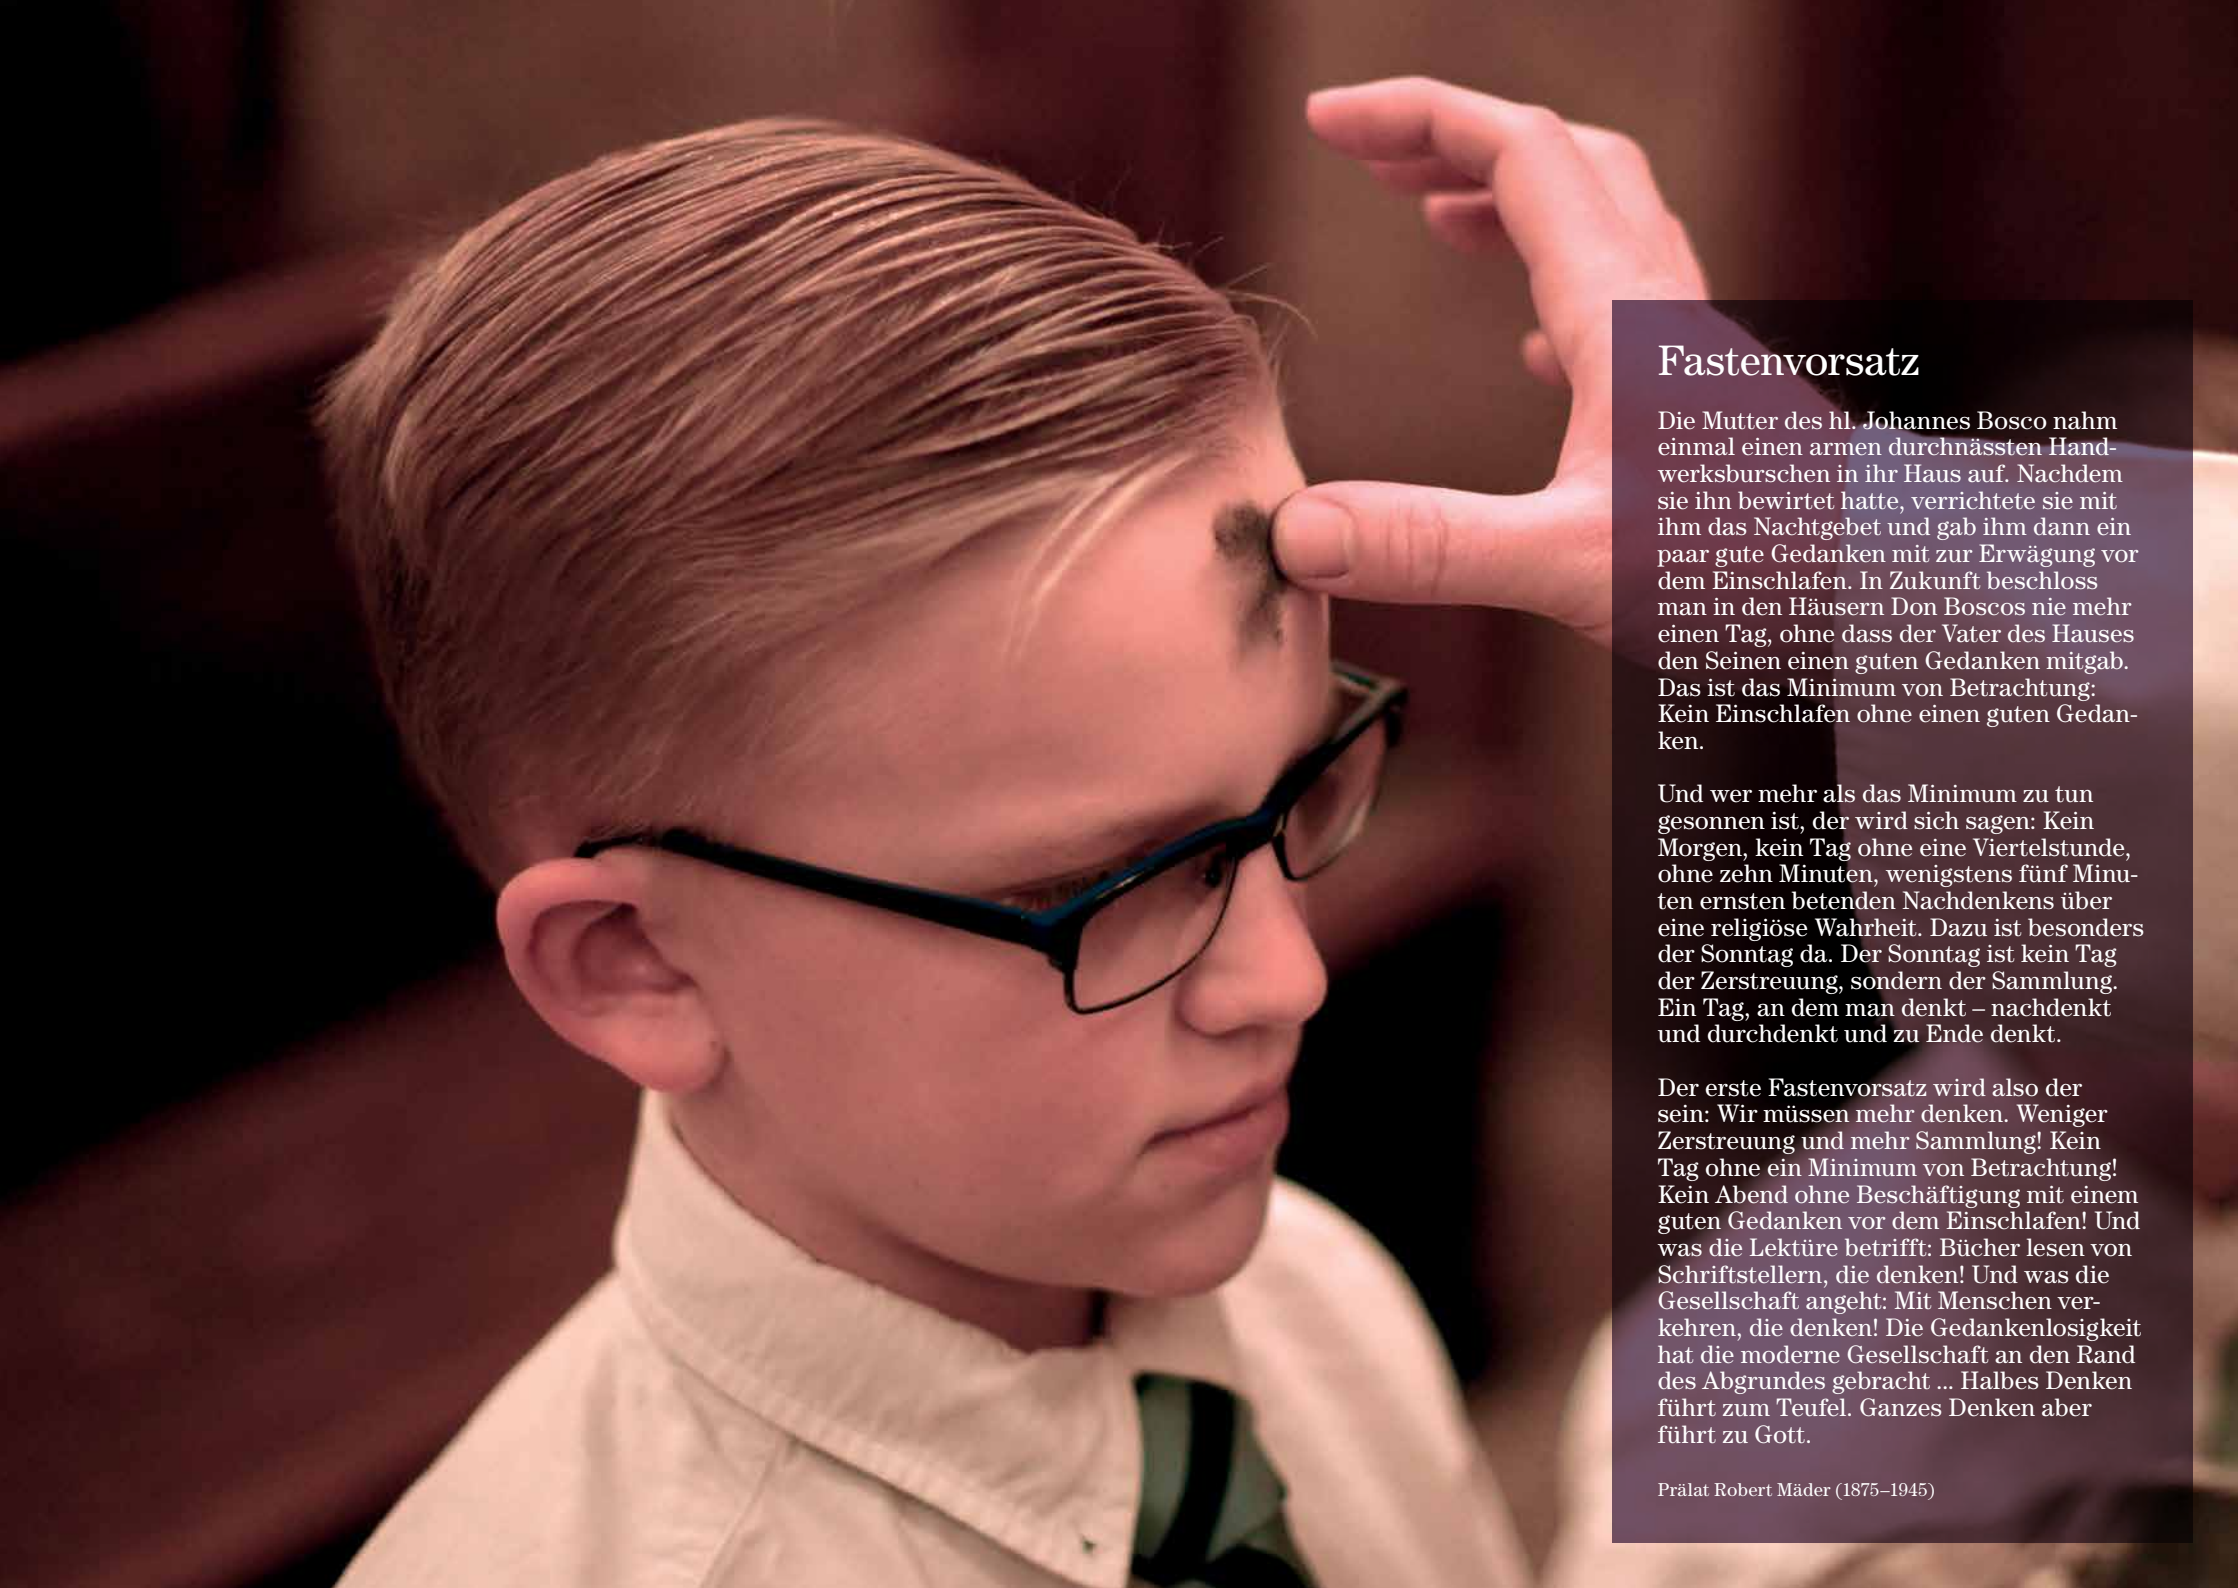 Fastenvorsatz
Die Mutter des hl. Johannes Bosco nahm
einmal einen armen durchnässten Hand-
werksburschen in ihr Haus auf. Nachdem
sie ihn bewirtet hatte, verrichtete sie mit
ihm das Nachtgebet und gab ihm dann ein
paar gute Gedanken mit zur Erwägung vor
dem Einschlafen. In Zukunft beschloss
man in den Häusern Don Boscos nie mehr
einen Tag, ohne dass der Vater des Hauses
den Seinen einen guten Gedanken mitgab.
Das ist das Minimum von Betrachtung:
Kein Einschlafen ohne einen guten Gedan-
ken.
Und wer mehr als das Minimum zu tun
gesonnen ist, der wird sich sagen: Kein
Morgen, kein Tag ohne eine Viertelstunde,
ohne zehn Minuten, wenigstens fünf Minu-
ten ernsten betenden Nachdenkens über
eine religiöse Wahrheit. Dazu ist besonders
der Sonntag da. Der Sonntag ist kein Tag
der Zerstreuung, sondern der Sammlung.
Ein Tag, an dem man denkt – nachdenkt
und durchdenkt und zu Ende denkt.
Der erste Fastenvorsatz wird also der
sein: Wir müssen mehr denken. Weniger
Zerstreuung und mehr Sammlung! Kein
Tag ohne ein Minimum von Betrachtung!
Kein Abend ohne Beschäftigung mit einem
guten Gedanken vor dem Einschlafen! Und
was die Lektüre betrifft: Bücher lesen von
Schriftstellern, die denken! Und was die
Gesellschaft angeht: Mit Menschen ver-
kehren, die denken! Die Gedankenlosigkeit
hat die moderne Gesellschaft an den Rand
des Abgrundes gebracht ... Halbes Denken
führt zum Teufel. Ganzes Denken aber
führt zu Gott.
Prälat Robert Mäder (1875–1945)